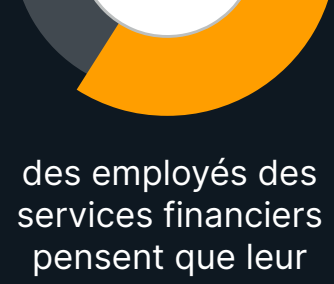 des employés des
services financiers
pensent que leur